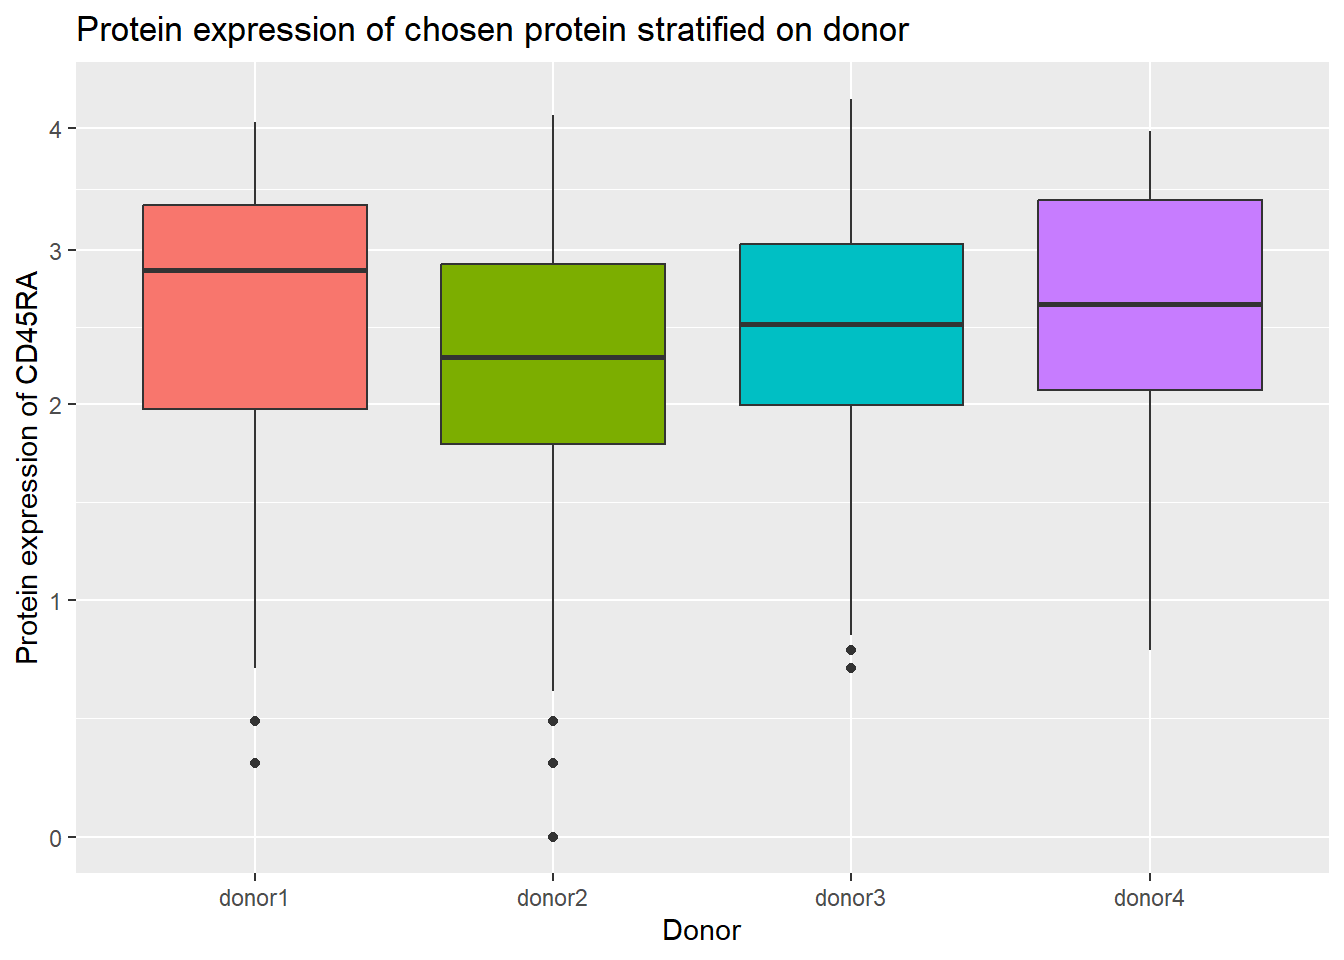 Protein expression of chosen protein stratified on donor
Protein expression of CD45RA
4
3
2
1
0
donor1 donor2 donor3 donor4
Donor